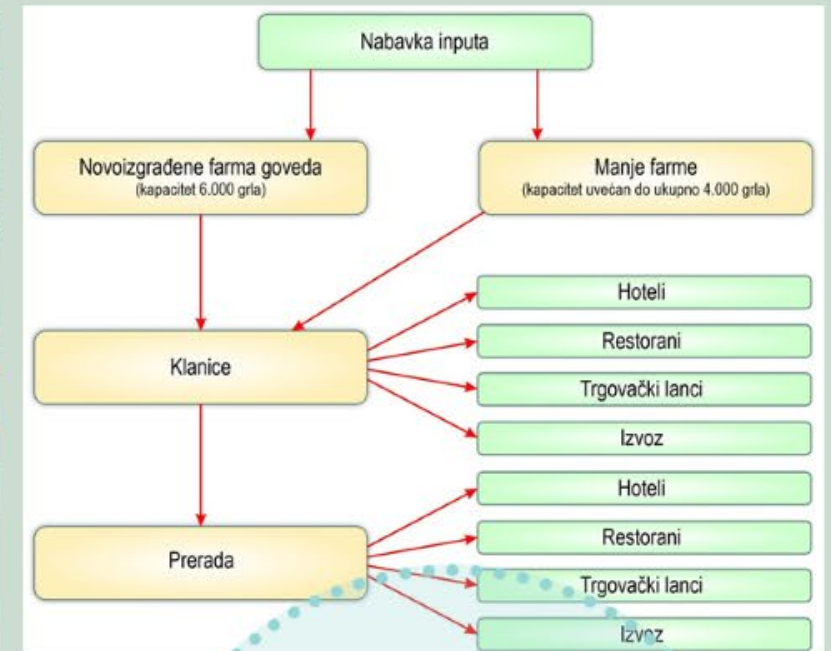 Nabavka inputa
Novoizgrađene farma goveda
(kapacitet 6.000 grla)
Manje farme
(kapacitet uvećan do ukupno 4.000 grla)
Hoteli
Restorani
Klanice
Trgovački lanci
Izvoz
Hoteli
Restorani
Prerada
Trgovački lanci
Izvoz